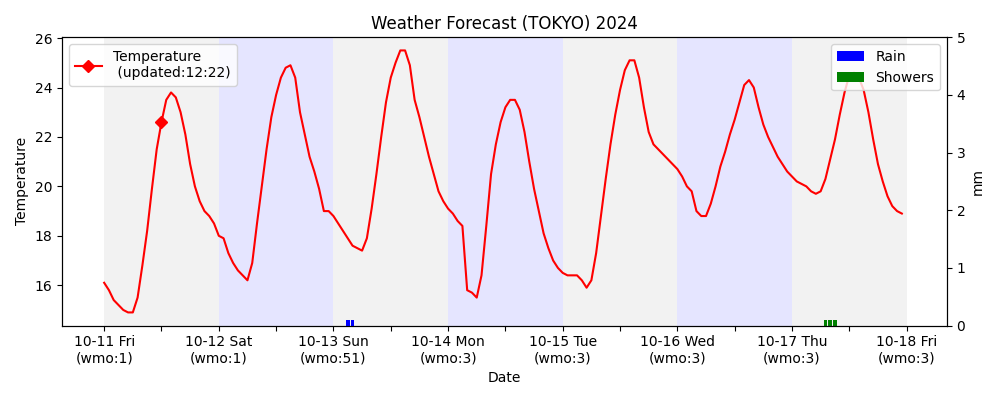 Weather Forecast (TOKYO) 2024
Temperature
(updated:12:22)
Rain
Showers
Temperature
26
24
22
20
18
16
5
4
3
2
1
0
mm
10-11 Fri
(wmo:1)
10-12 Sat
(wmo:1)
10-13 Sun
(wmo:51)
10-14 Mon
(wmo:3)
10-15 Tue
(wmo:3)
10-16 Wed
(wmo:3)
10-17 Thu
(wmo:3)
10-18 Fri
(wmo:3)
Date